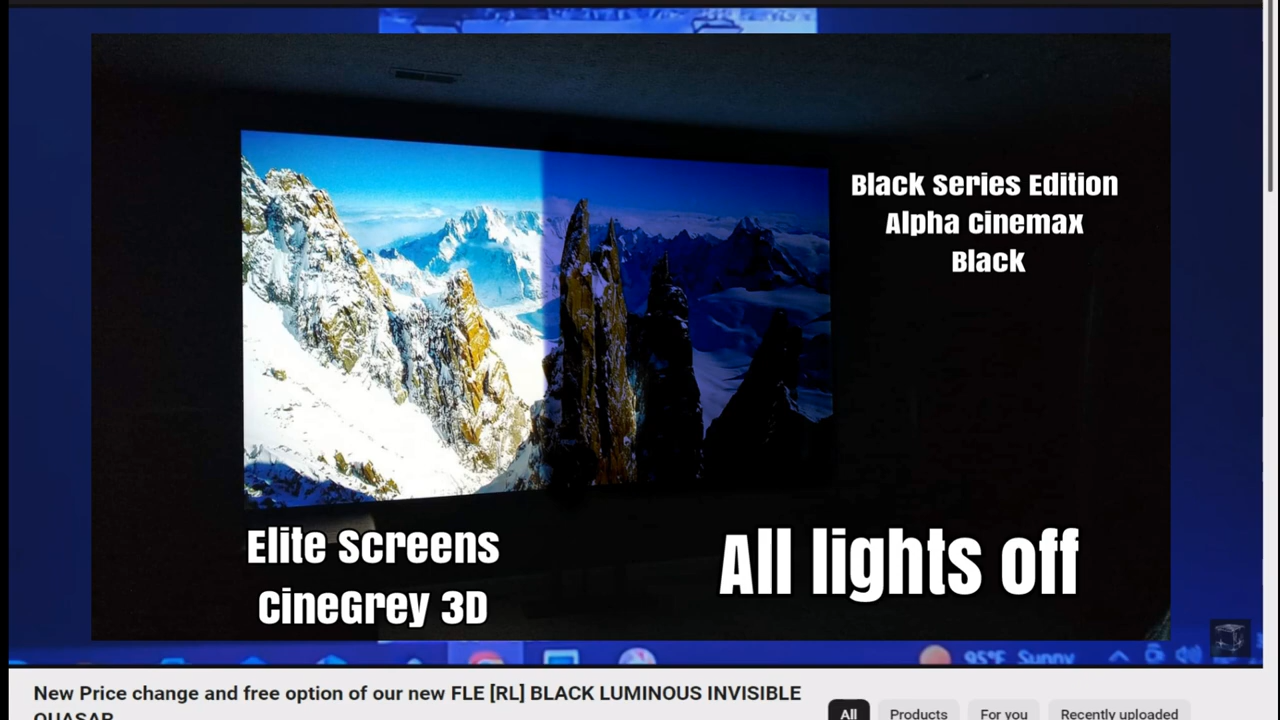 Black Series Edition
Alpha Cinemax
Black
Elite Screens
CineGrey 3D
All lights off
95°F Sunny
New Price change and free option of our new FLE [RL] BLACK LUMINOUS INVISIBLE
QUASAR
All Products For you Recently uploaded